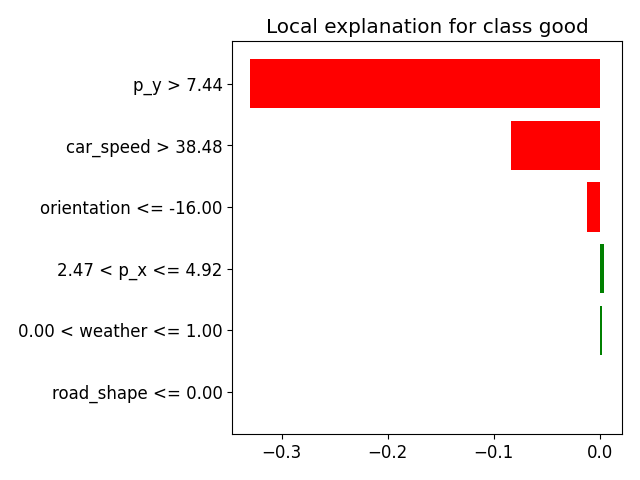 Local explanation for class good
p_y > 7.44
car_speed > 38.48
orientation <= -16.00
2.47 < p_x <= 4.92
0.00 < weather <= 1.00
road_shape <= 0.00
−0.3 −0.2 −0.1 0.0